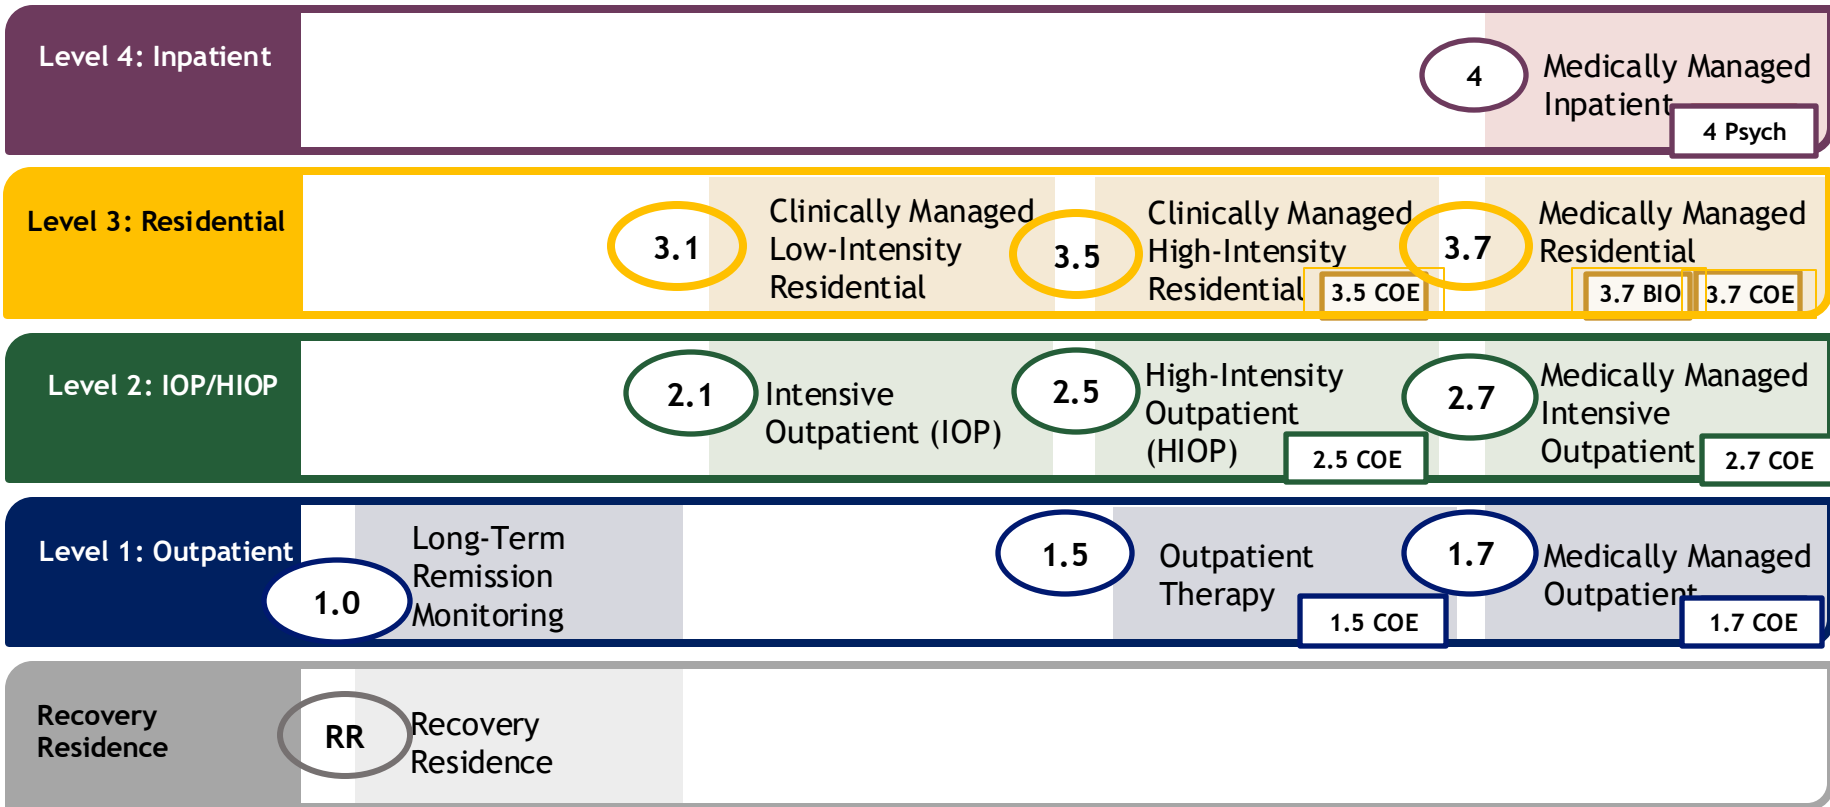 Level 4: Inpatient
4
Medically Managed
Inpatient
4 Psych
Level 3: Residential
3.1
Clinically Managed
Low-Intensity
Residential
3.5
Clinically Managed
High-Intensity
Residential
3.5 COE
3.7
Medically Managed
Residential
3.7 BIO
3.7 COE
Level 2: IOP/HIOP
2.1
Intensive
Outpatient (IOP)
2.5
High-Intensity
Outpatient
(HIOP)
2.5 COE
2.7
Medically Managed
Intensive
Outpatient
2.7 COE
Level 1: Outpatient
1.0
Long-Term
Remission
Monitoring
1.5
Outpatient
Therapy
1.5 COE
1.7
Medically Managed
Outpatient
1.7 COE
Recovery
Residence
RR
Recovery
Residence